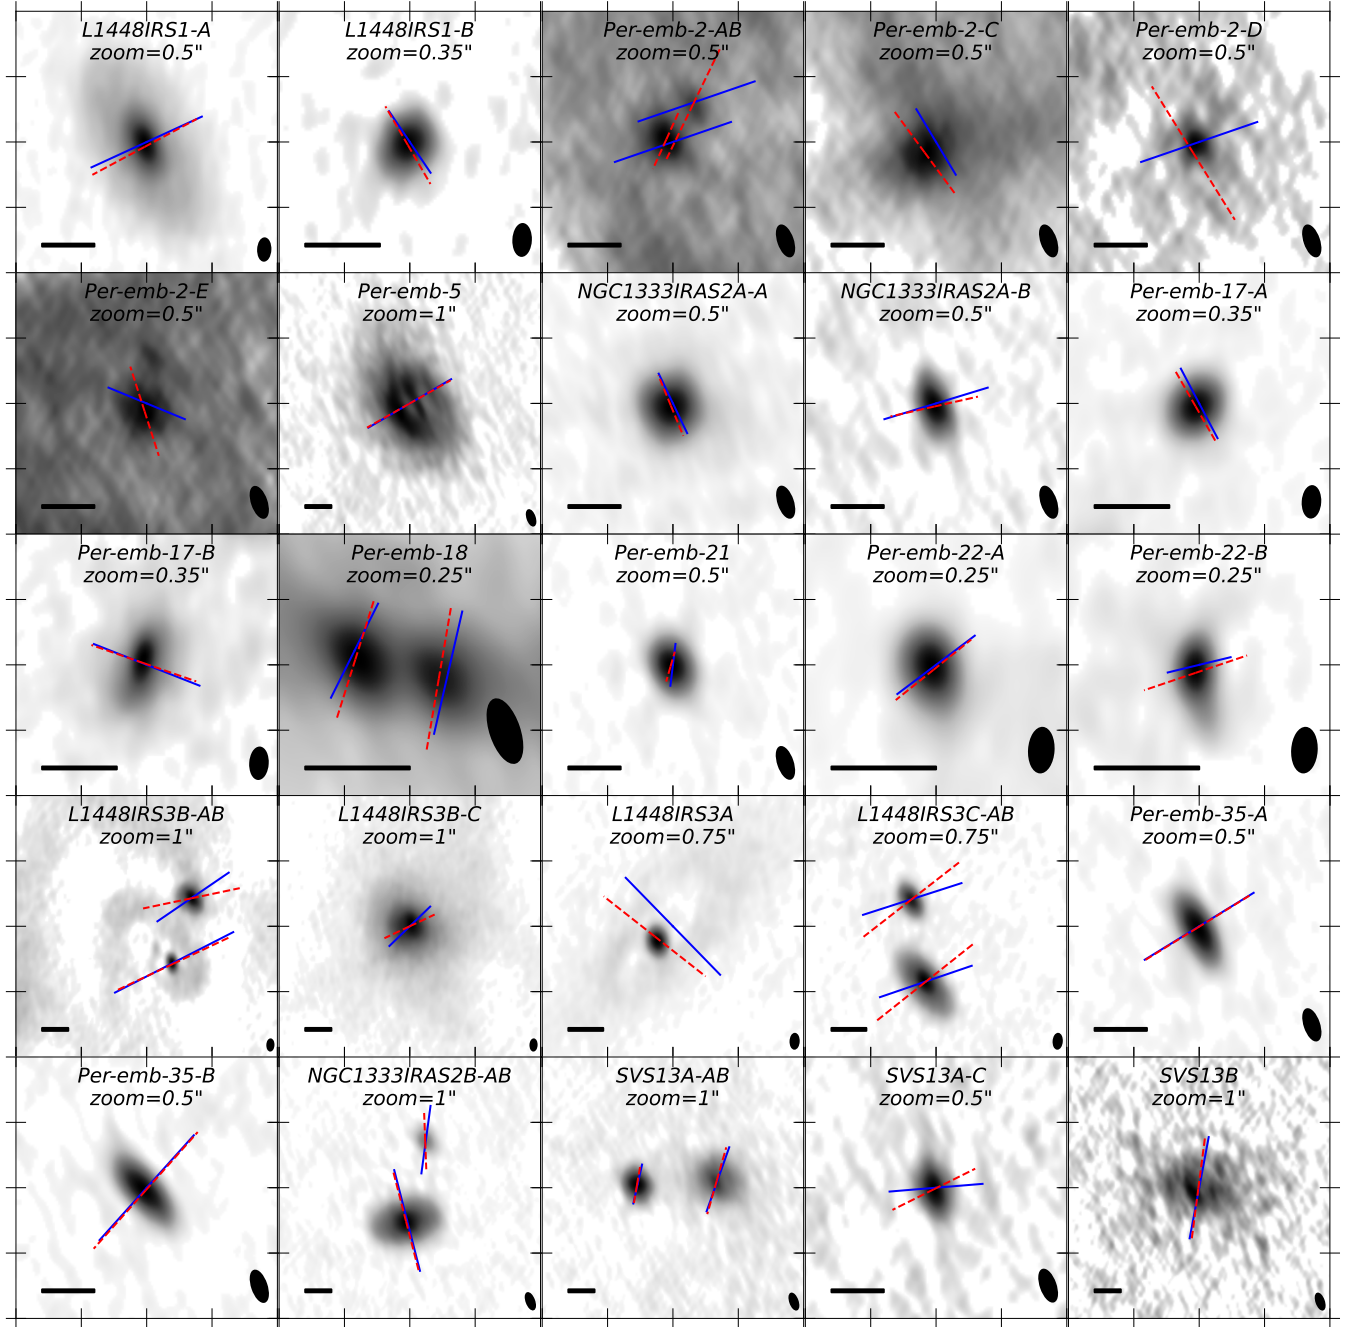 L1448IRS1-A
zoom=0.5"
L1448IRS1-B
zoom=0.35"
Per-emb-2-AB
zoom=0.5"
Per-emb-2-C
zoom=0.5"
Per-emb-2-D
zoom=0.5"
Per-emb-2-E
zoom=0.5"
Per-emb-5
zoom=1"
NGC1333IRAS2A-A
zoom=0.5"
NGC1333IRAS2A-B
zoom=0.5"
Per-emb-17-A
zoom=0.35"
Per-emb-17-B
zoom=0.35"
Per-emb-18
zoom=0.25"
Per-emb-21
zoom=0.5"
Per-emb-22-A
zoom=0.25"
Per-emb-22-B
zoom=0.25"
L1448IRS3B-AB
zoom=1"
L1448IRS3B-C
zoom=1"
L1448IRS3A
zoom=0.75"
L1448IRS3C-AB
zoom=0.75"
Per-emb-35-A
zoom=0.5"
Per-emb-35-B
zoom=0.5"
NGC1333IRAS2B-AB
zoom=1"
SVS13A-AB
zoom=1"
SVS13A-C
zoom=0.5"
SVS13B
zoom=1"